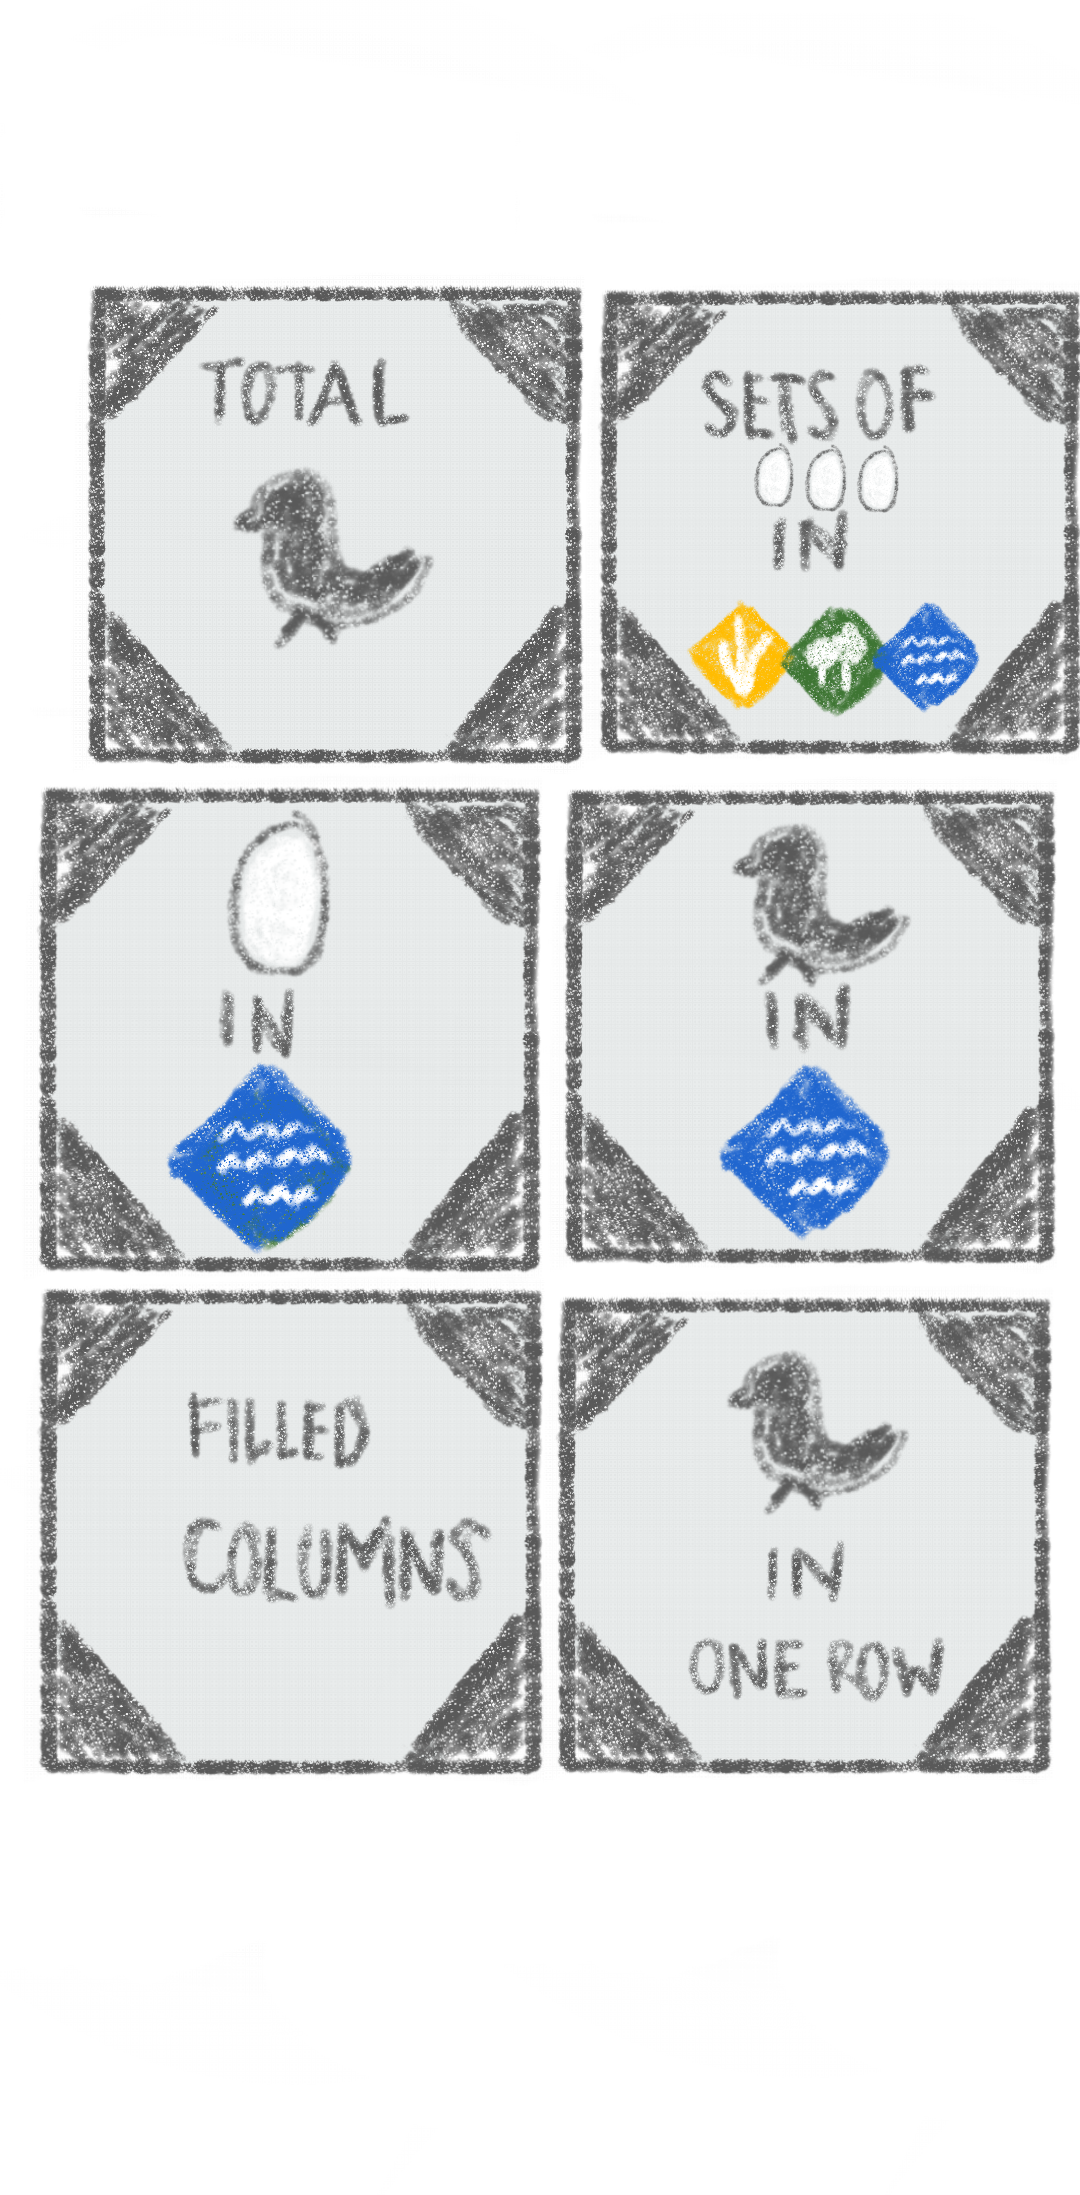 TOTAL
SETS OF
IN
IN
IN
FILLED
COLUMNS
IN
ONE ROW